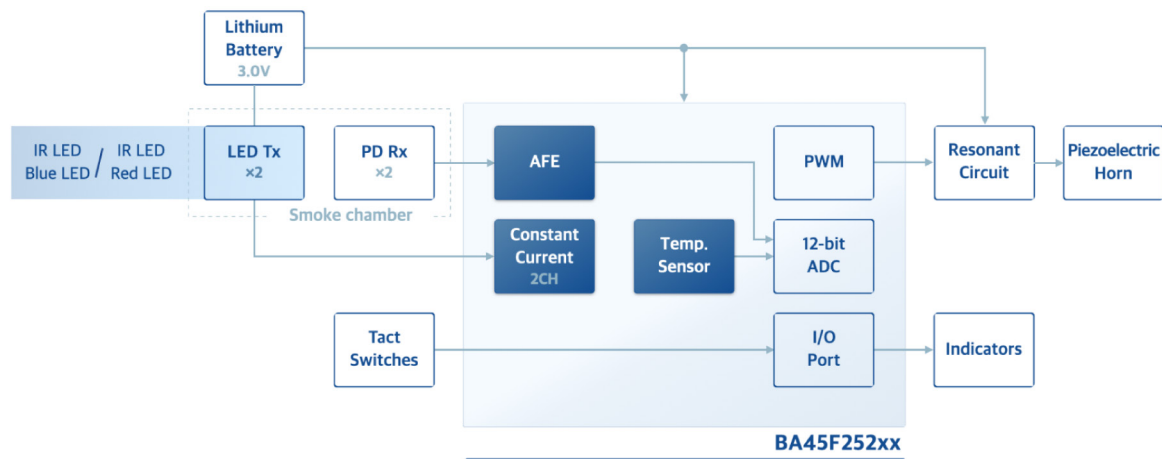 Lithium
Battery
3.0V
IR LED
Blue LED
/
IR LED
Red LED
LED Tx
×2
PD Rx
×2
Smoke chamber
AFE
PWM
Resonant
Circuit
Piezoelectric
Horn
Constant
Current
2CH
Temp.
Sensor
12-bit
ADC
Tact
Switches
I/O
Port
Indicators
BA45F252xx